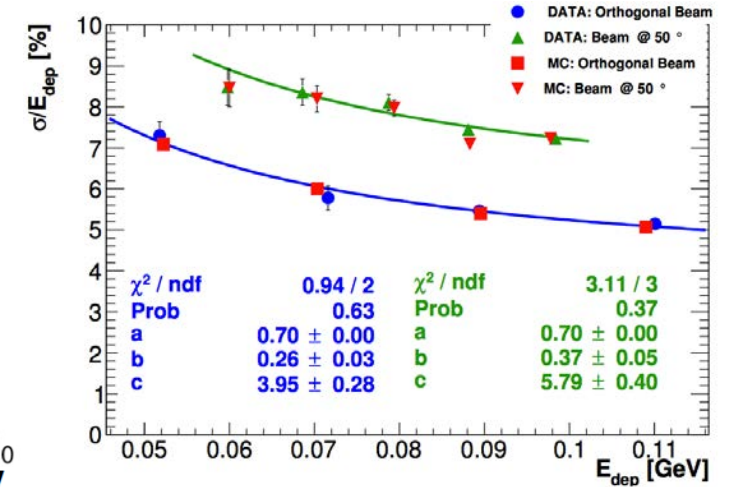 DATA: Orthogonal Beam
DATA: Beam @ 50 °
MC: Orthogonal Beam
MC: Beam @ 50 °
σ/E_dep [%]
10
9
8
7
6
5
4
3
2
1
0
χ² / ndf 0.94 / 2
Prob 0.63
a 0.70 ± 0.00
b 0.26 ± 0.03
c 3.95 ± 0.28
χ² / ndf 3.11 / 3
Prob 0.37
a 0.70 ± 0.00
b 0.37 ± 0.05
c 5.79 ± 0.40
0.05 0.06 0.07 0.08 0.09 0.1 0.11
E_dep [GeV]
0